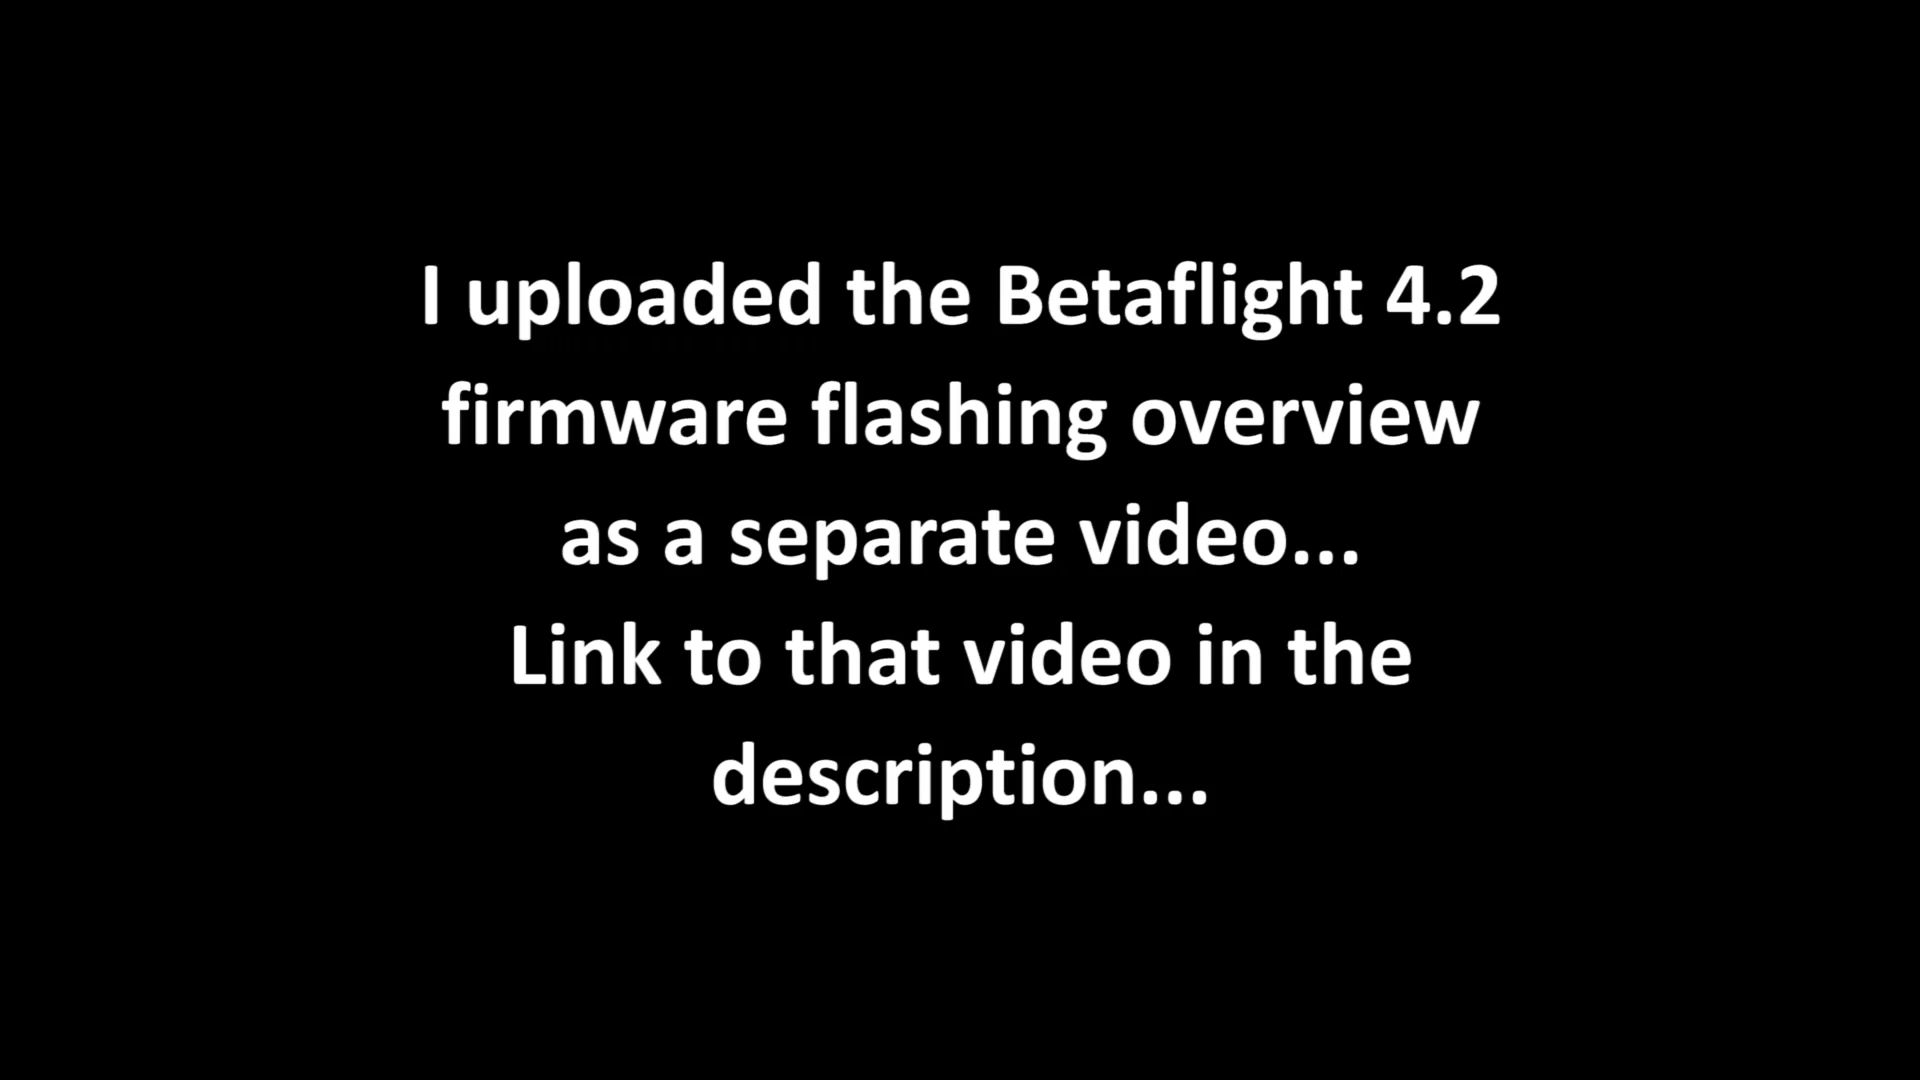 I uploaded the Betaflight 4.2
firmware flashing overview
as a separate video...
Link to that video in the
description...